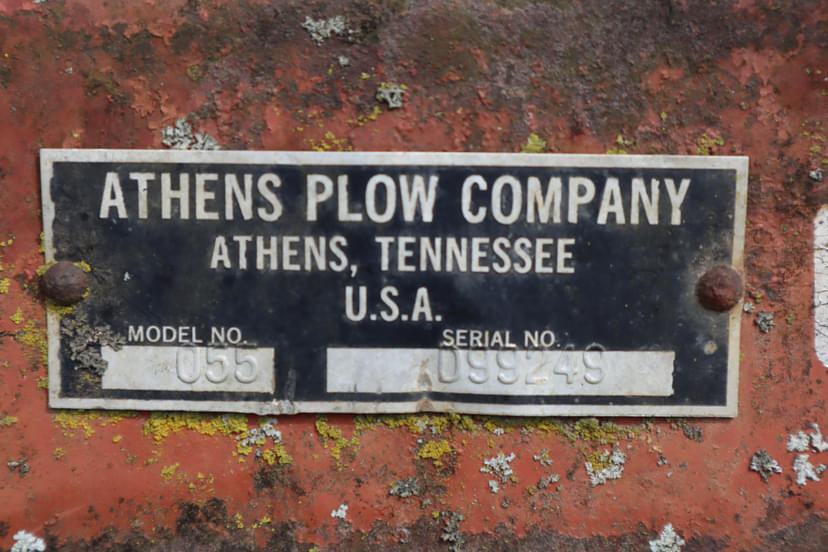 ATHENS PLOW COMPANY
ATHENS, TENNESSEE
U.S.A.
MODEL NO. SERIAL NO.
055 D99249